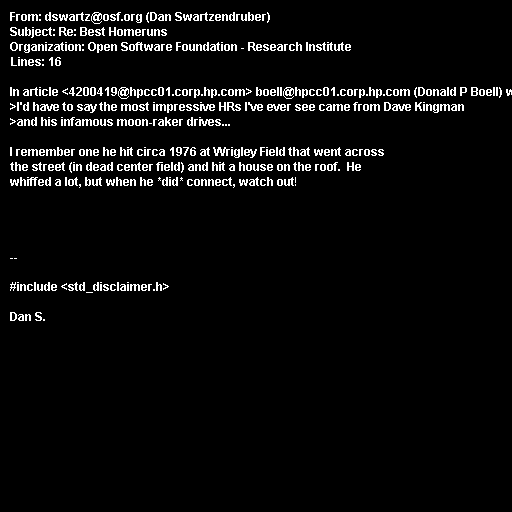 From: dswartz@osf.org (Dan Swartzendruber)
Subject: Re: Best Homeruns
Organization: Open Software Foundation - Research Institute
Lines: 16
In article <4200419@hpcc01.corp.hp.com> boell@hpcc01.corp.hp.com (Donald P Boell) w
>I'd have to say the most impressive HRs I've ever see came from Dave Kingman
>and his infamous moon-raker drives...
I remember one he hit circa 1976 at Wrigley Field that went across
the street (in dead center field) and hit a house on the roof.  He
whiffed a lot, but when he *did* connect, watch out!
--
#include <std_disclaimer.h>
Dan S.